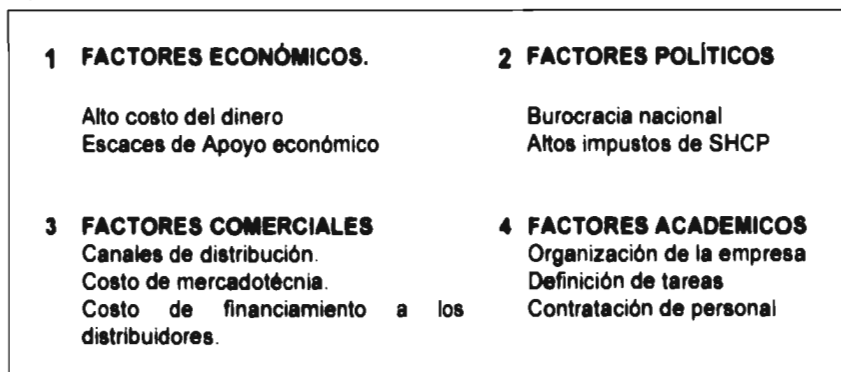 1 FACTORES ECONÓMICOS.
Alto costo del dinero
Escaces de Apoyo económico
2 FACTORES POLÍTICOS
Burocracia nacional
Altos impustos de SHCP
3 FACTORES COMERCIALES
Canales de distribución.
Costo de mercadotécnia.
Costo de financiamiento a los
distribuidores.
4 FACTORES ACADEMICOS
Organización de la empresa
Definición de tareas
Contratación de personal